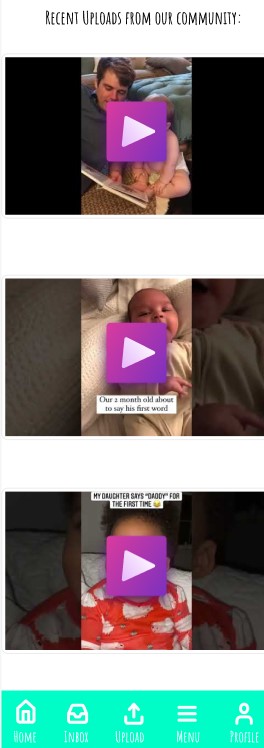 Recent Uploads from our community:
Our 2 month old about
to say his first word
MY DAUGHTER SAYS "DADDY" FOR
THE FIRST TIME 😂
Home Inbox Upload Menu Profile